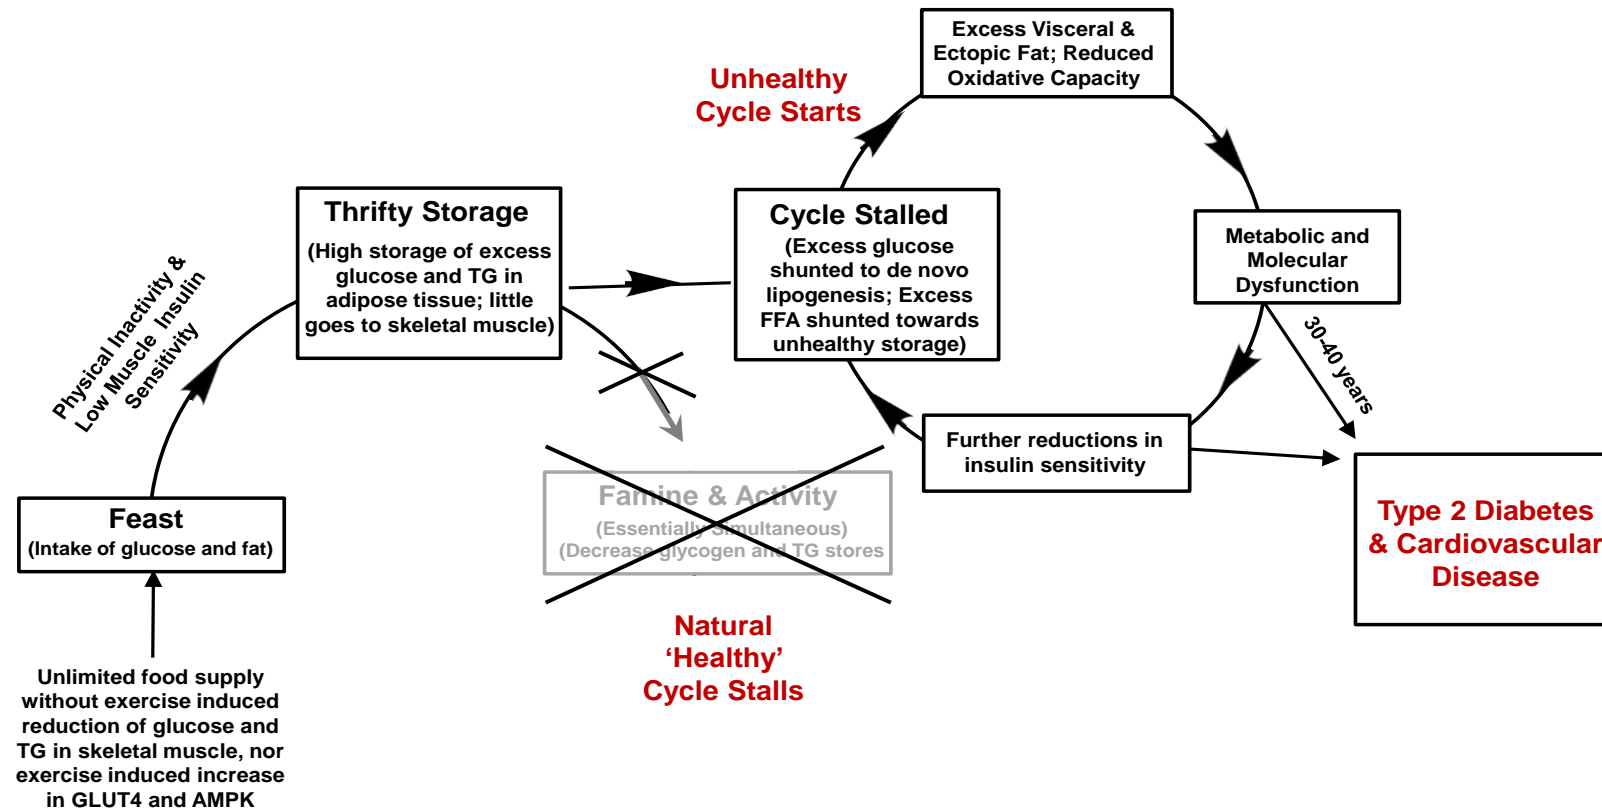 Excess Visceral &
Ectopic Fat; Reduced
Oxidative Capacity
Unhealthy
Cycle Starts
Thrifty Storage
(High storage of excess
glucose and TG in
adipose tissue; little
goes to skeletal muscle)
Cycle Stalled
(Excess glucose
shunted to de novo
lipogenesis; Excess
FFA shunted towards
unhealthy storage)
Metabolic and
Molecular
Dysfunction
Physical Inactivity &
Low Muscle Insulin
Sensitivity
30-40 years
Further reductions in
insulin sensitivity
Famine & Activity
(Essentially Simultaneous)
(Decrease glycogen and TG stores
Feast
(Intake of glucose and fat)
Type 2 Diabetes
& Cardiovascular
Disease
Natural
‘Healthy’
Cycle Stalls
Unlimited food supply
without exercise induced
reduction of glucose and
TG in skeletal muscle, nor
exercise induced increase
in GLUT4 and AMPK